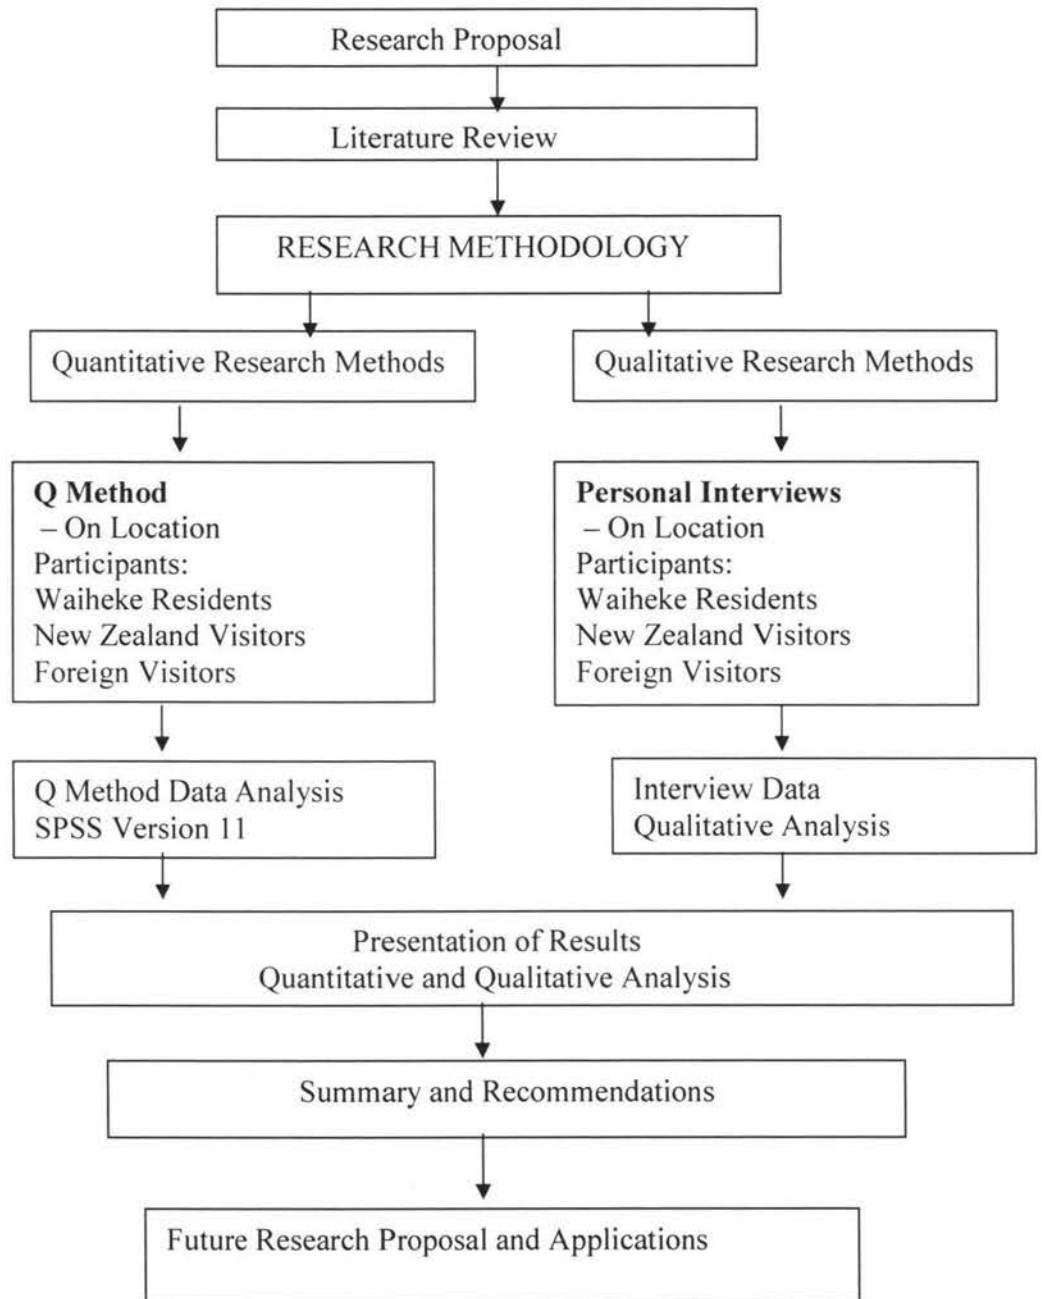 Research Proposal
Literature Review
RESEARCH METHODOLOGY
Quantitative Research Methods
Qualitative Research Methods
Q Method
– On Location
Participants:
Waiheke Residents
New Zealand Visitors
Foreign Visitors
Personal Interviews
– On Location
Participants:
Waiheke Residents
New Zealand Visitors
Foreign Visitors
Q Method Data Analysis
SPSS Version 11
Interview Data
Qualitative Analysis
Presentation of Results
Quantitative and Qualitative Analysis
Summary and Recommendations
Future Research Proposal and Applications